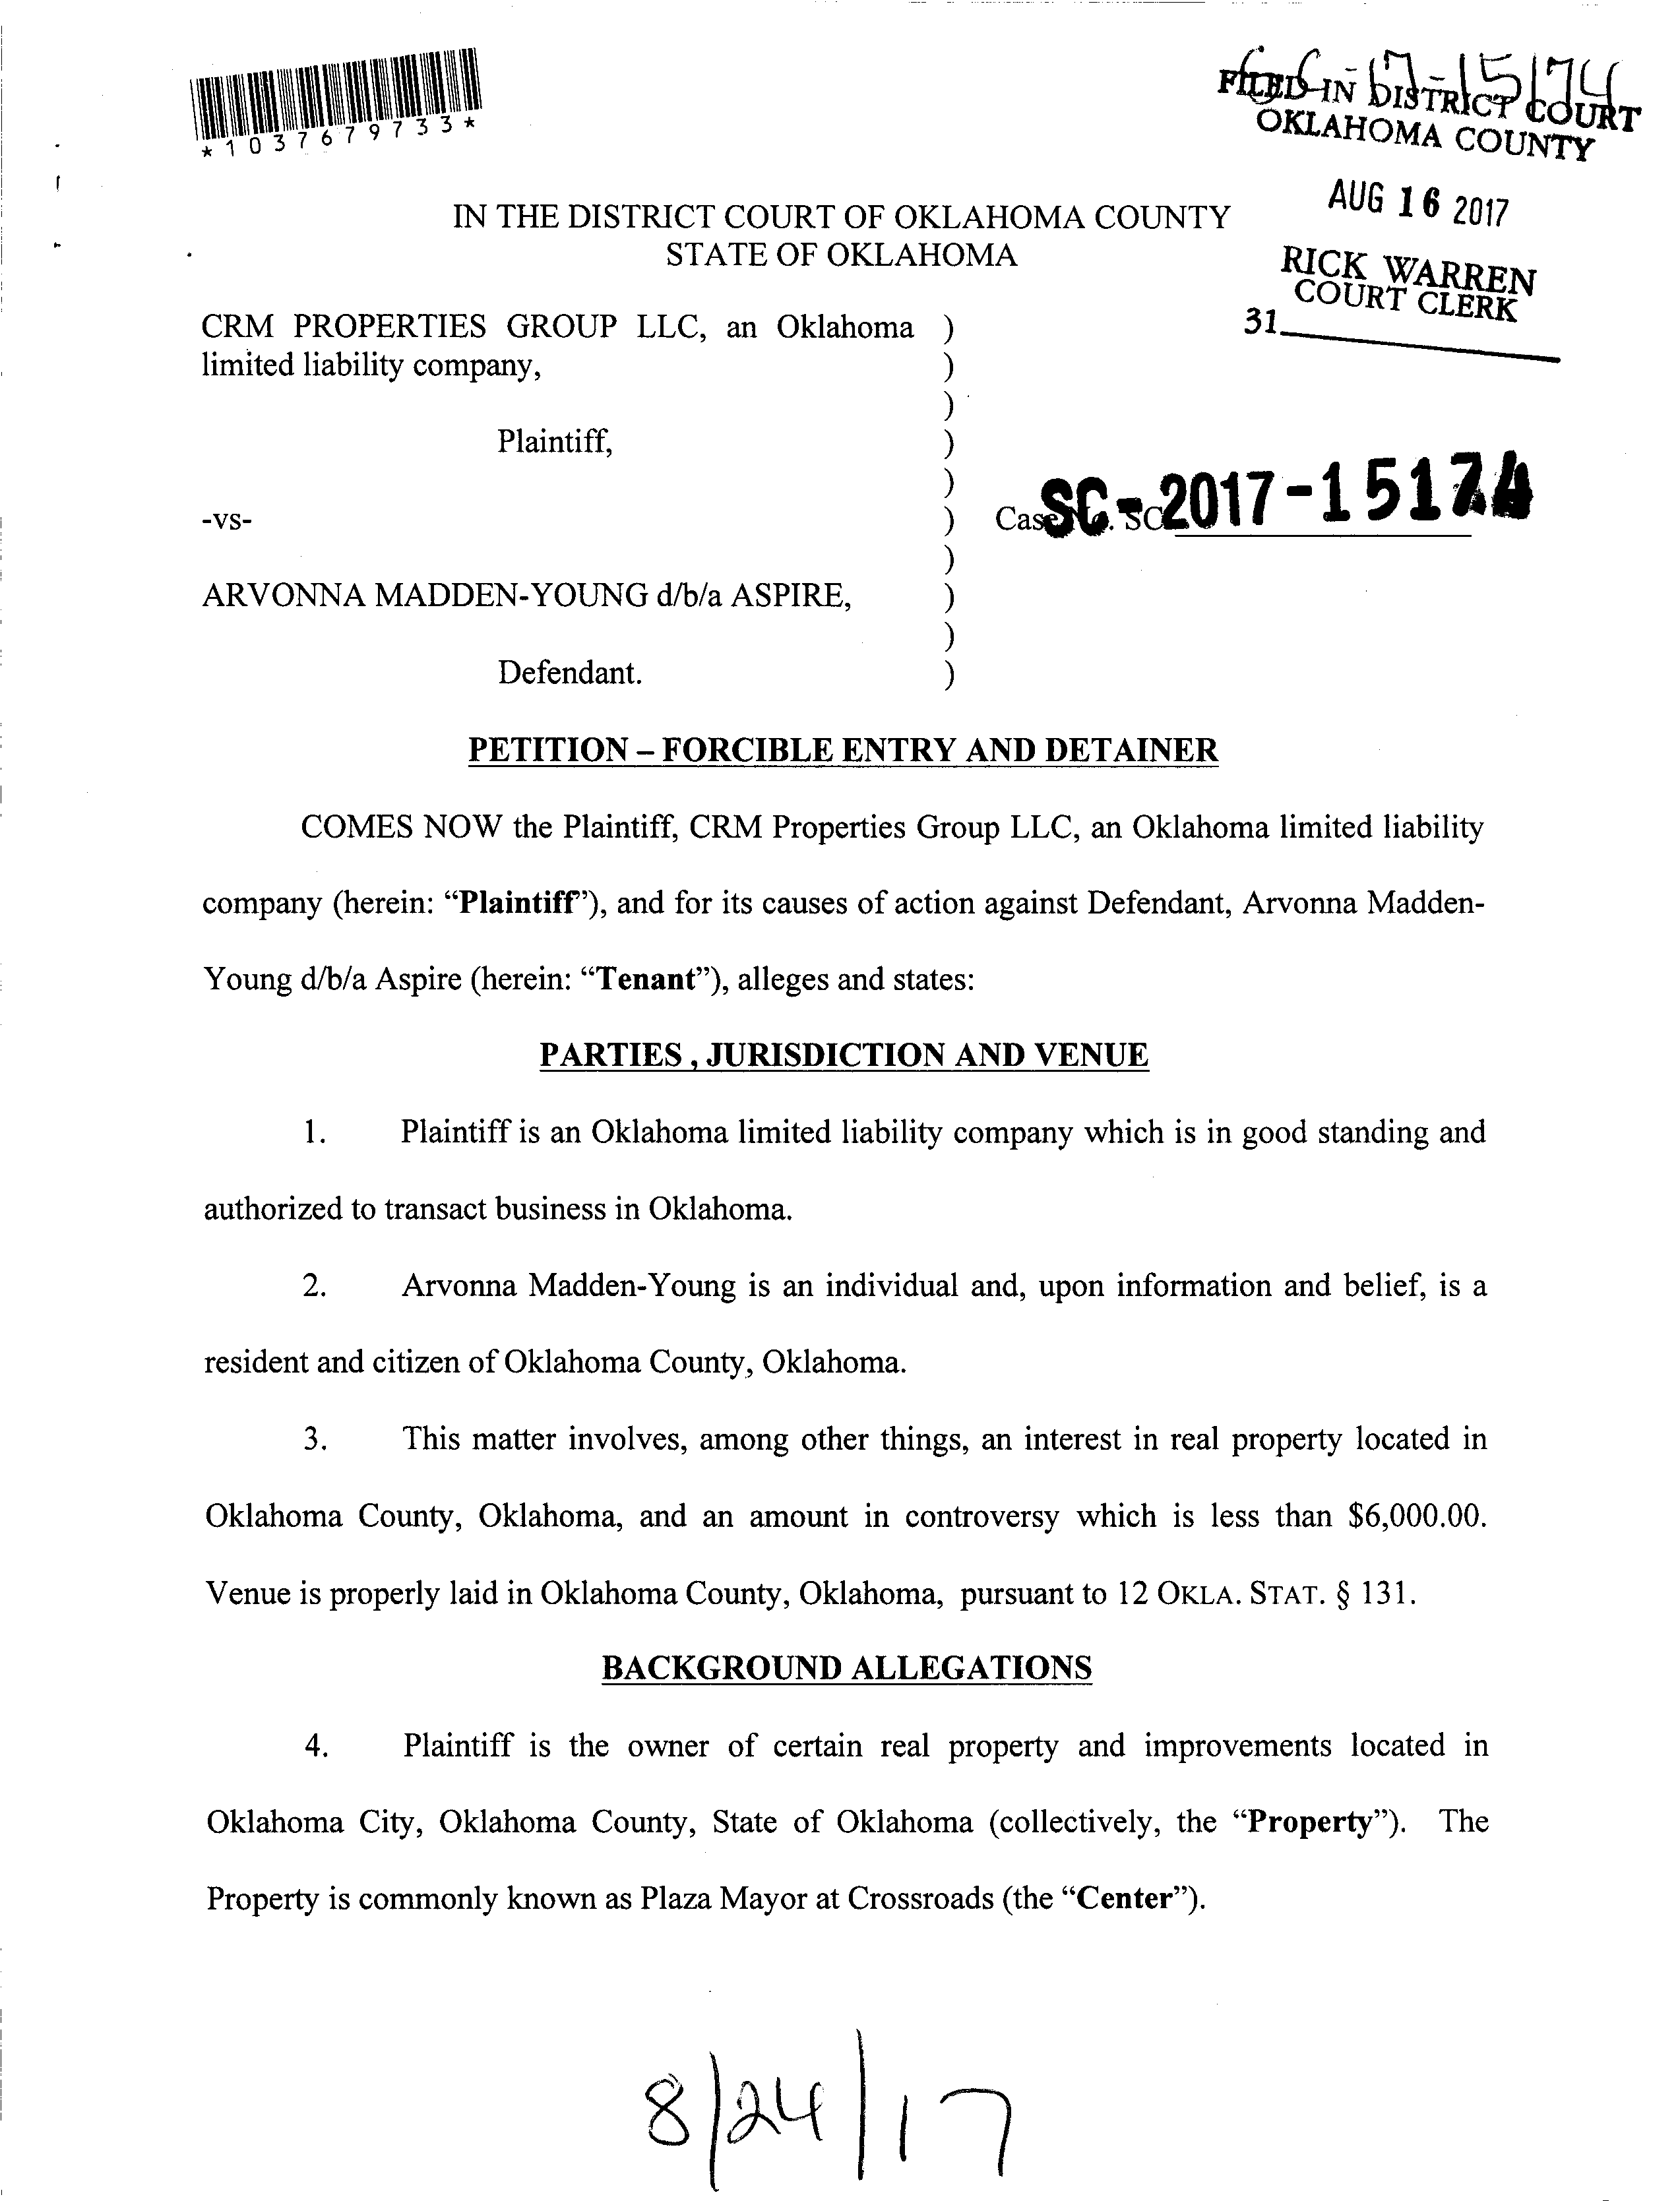 *1037679733*
FILED IN DISTRICT COURT
OKLAHOMA COUNTY
AUG 16 2017
RICK WARREN
COURT CLERK
31
IN THE DISTRICT COURT OF OKLAHOMA COUNTY
STATE OF OKLAHOMA
CRM PROPERTIES GROUP LLC, an Oklahoma )
limited liability company, )
)
Plaintiff, )
)
-vs- ) Case No. SC SC-2017-15174
)
ARVONNA MADDEN-YOUNG d/b/a ASPIRE, )
)
Defendant. )
PETITION – FORCIBLE ENTRY AND DETAINER
COMES NOW the Plaintiff, CRM Properties Group LLC, an Oklahoma limited liability
company (herein: “Plaintiff”), and for its causes of action against Defendant, Arvonna Madden-
Young d/b/a Aspire (herein: “Tenant”), alleges and states:
PARTIES , JURISDICTION AND VENUE
1. Plaintiff is an Oklahoma limited liability company which is in good standing and
authorized to transact business in Oklahoma.
2. Arvonna Madden-Young is an individual and, upon information and belief, is a
resident and citizen of Oklahoma County, Oklahoma.
3. This matter involves, among other things, an interest in real property located in
Oklahoma County, Oklahoma, and an amount in controversy which is less than $6,000.00.
Venue is properly laid in Oklahoma County, Oklahoma, pursuant to 12 OKLA. STAT. § 131.
BACKGROUND ALLEGATIONS
4. Plaintiff is the owner of certain real property and improvements located in
Oklahoma City, Oklahoma County, State of Oklahoma (collectively, the “Property”). The
Property is commonly known as Plaza Mayor at Crossroads (the “Center”).
8/24/17